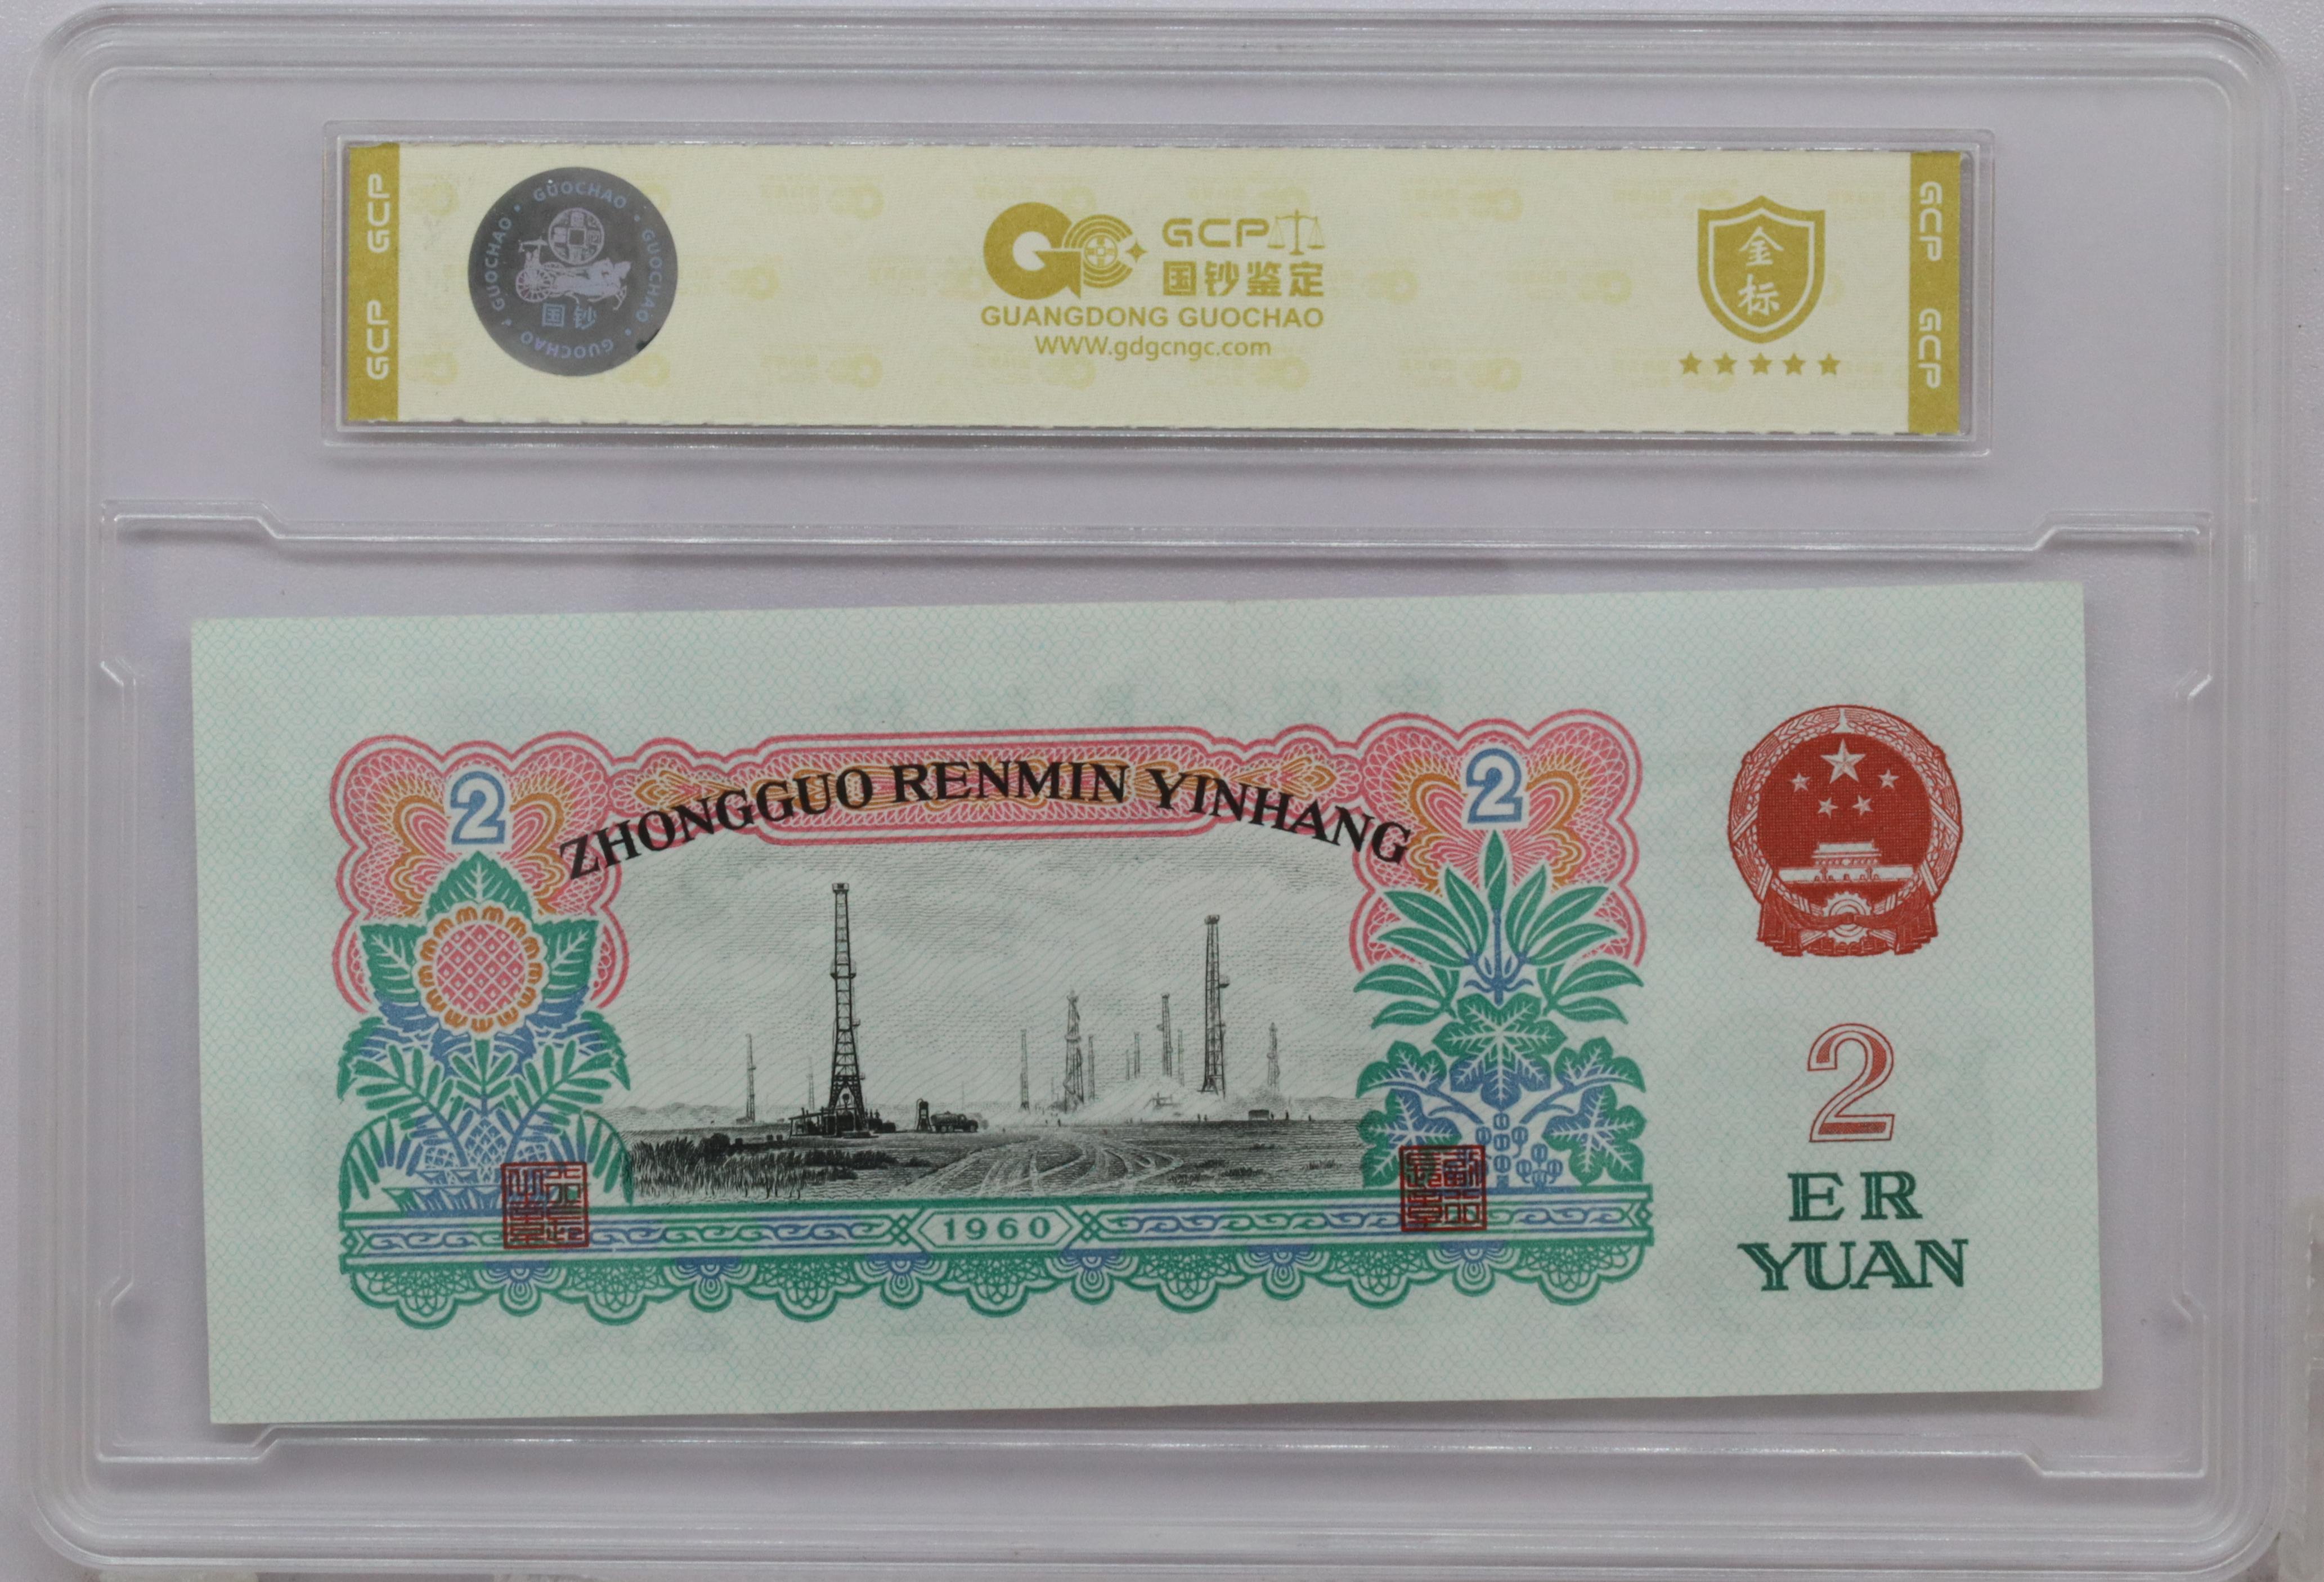 GCP GCP
GUOCHAO • GUOCHAO • GUOCHAO • GUOCHAO •
国钞
GCP
国钞鉴定
GUANGDONG GUOCHAO
WWW.gdgcngc.com
金
标
GCP GCP
2
2
ZHONGGUO RENMIN YINHANG
1960
2
ER
YUAN